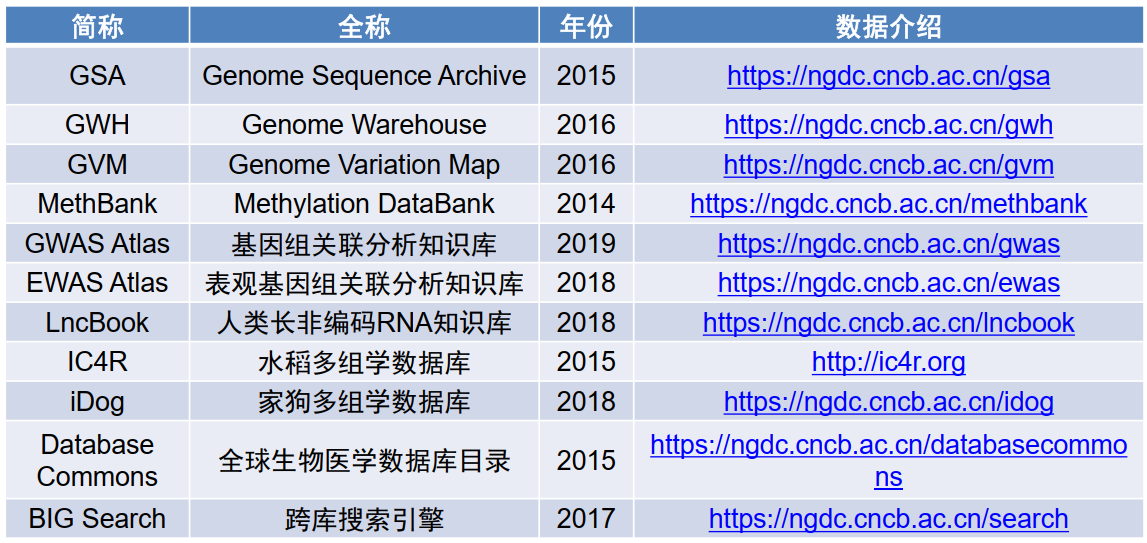 简称 全称 年份 数据介绍
GSA Genome Sequence Archive 2015 https://ngdc.cncb.ac.cn/gsa
GWH Genome Warehouse 2016 https://ngdc.cncb.ac.cn/gwh
GVM Genome Variation Map 2016 https://ngdc.cncb.ac.cn/gvm
MethBank Methylation DataBank 2014 https://ngdc.cncb.ac.cn/methbank
GWAS Atlas 基因组关联分析知识库 2019 https://ngdc.cncb.ac.cn/gwas
EWAS Atlas 表观基因组关联分析知识库 2018 https://ngdc.cncb.ac.cn/ewas
LncBook 人类长非编码RNA知识库 2018 https://ngdc.cncb.ac.cn/lncbook
IC4R 水稻多组学数据库 2015 http://ic4r.org
iDog 家狗多组学数据库 2018 https://ngdc.cncb.ac.cn/idog
Database
Commons 全球生物医学数据库目录 2015 https://ngdc.cncb.ac.cn/databasecommo
ns
BIG Search 跨库搜索引擎 2017 https://ngdc.cncb.ac.cn/search